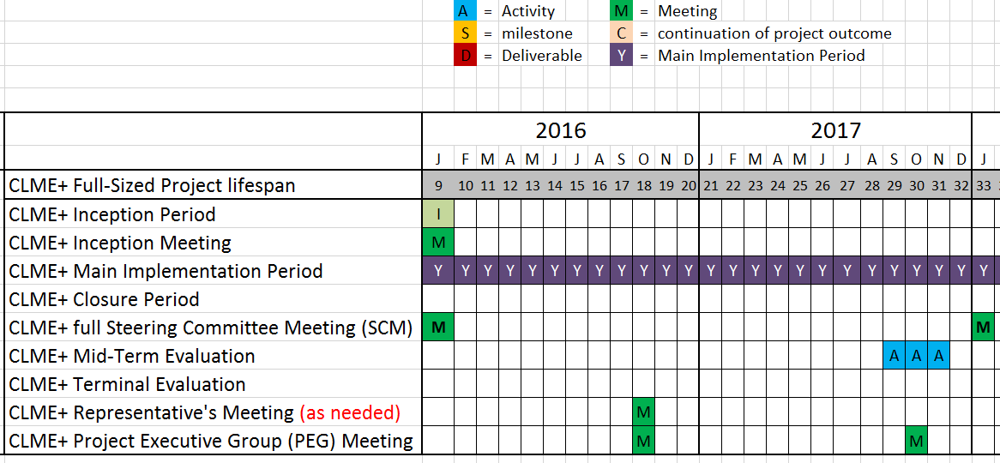 A = Activity M = Meeting
S = milestone C = continuation of project outcome
D = Deliverable Y = Main Implementation Period
2016 2017
J F M A M J J A S O N D J F M A M J J A S O N D J
CLME+ Full-Sized Project lifespan 9 10 11 12 13 14 15 16 17 18 19 20 21 22 23 24 25 26 27 28 29 30 31 32 33
CLME+ Inception Period I
CLME+ Inception Meeting M
CLME+ Main Implementation Period Y Y Y Y Y Y Y Y Y Y Y Y Y Y Y Y Y Y Y Y Y Y Y Y Y
CLME+ Closure Period
CLME+ full Steering Committee Meeting (SCM) M M
CLME+ Mid-Term Evaluation A A A
CLME+ Terminal Evaluation
CLME+ Representative's Meeting (as needed) M
CLME+ Project Executive Group (PEG) Meeting M M